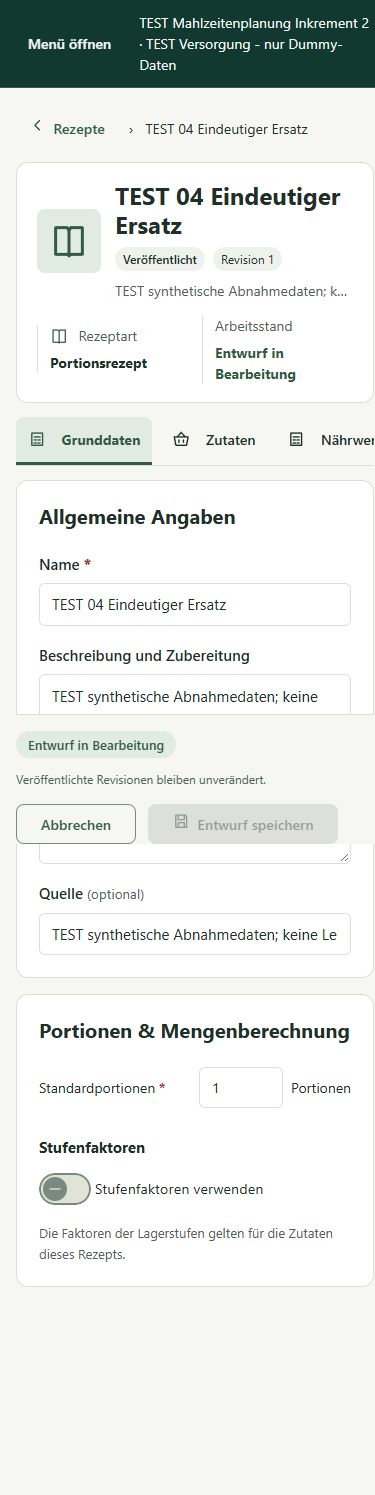 Menü öffnen
TEST Mahlzeitenplanung Inkrement 2
· TEST Versorgung - nur Dummy-
Daten
Rezepte › TEST 04 Eindeutiger Ersatz
TEST 04 Eindeutiger
Ersatz
Veröffentlicht Revision 1
TEST synthetische Abnahmedaten; k...
Rezeptart
Portionsrezept
Arbeitsstand
Entwurf in
Bearbeitung
Grunddaten Zutaten Nährwer
Allgemeine Angaben
Name *
TEST 04 Eindeutiger Ersatz
Beschreibung und Zubereitung
TEST synthetische Abnahmedaten; keine
Entwurf in Bearbeitung
Veröffentlichte Revisionen bleiben unverändert.
Abbrechen Entwurf speichern
Quelle (optional)
TEST synthetische Abnahmedaten; keine Le
Portionen & Mengenberechnung
Standardportionen * 1 Portionen
Stufenfaktoren
Stufenfaktoren verwenden
Die Faktoren der Lagerstufen gelten für die Zutaten
dieses Rezepts.